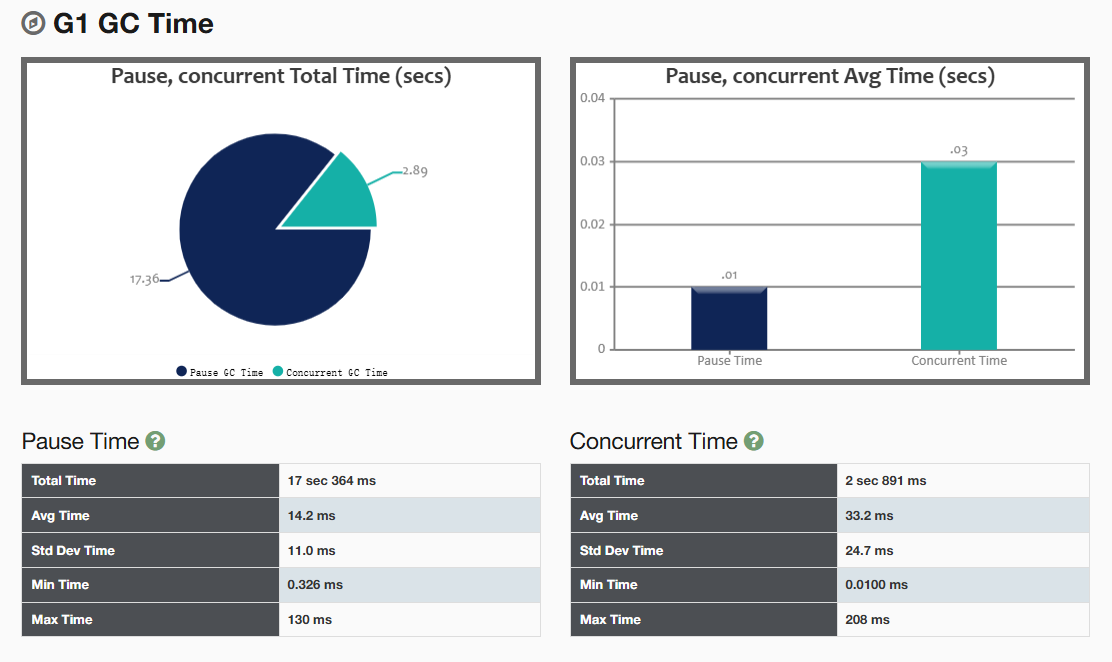 G1 GC Time
Pause, concurrent Total Time (secs)
2.89
17.36
Pause GC Time Concurrent GC Time
Pause, concurrent Avg Time (secs)
0.04
0.03
0.02
0.01
0
.01
.03
Pause Time Concurrent Time
Pause Time ?
Total Time 17 sec 364 ms
Avg Time 14.2 ms
Std Dev Time 11.0 ms
Min Time 0.326 ms
Max Time 130 ms
Concurrent Time ?
Total Time 2 sec 891 ms
Avg Time 33.2 ms
Std Dev Time 24.7 ms
Min Time 0.0100 ms
Max Time 208 ms